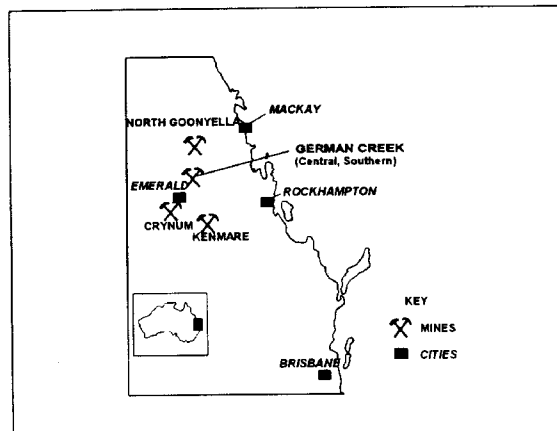 MACKAY
NORTH GOONYELLA
GERMAN CREEK
(Central, Southern)
EMERALD
ROCKHAMPTON
CRYNUM
KENMARE
KEY
MINES
BRISBANE
CITIES